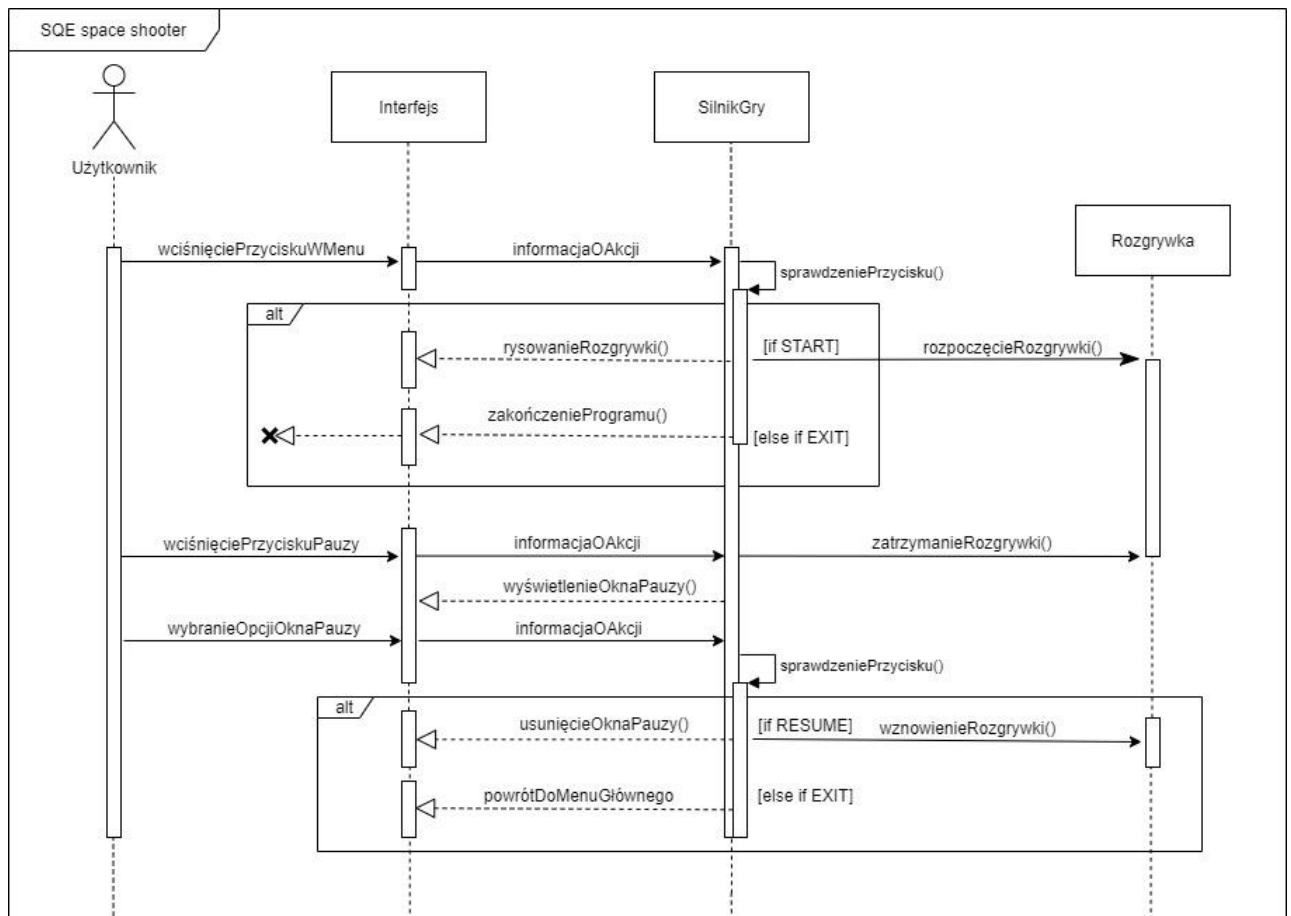 SQE space shooter
Użytkownik
Interfejs
SilnikGry
Rozgrywka
wciśnięciePrzyciskuWMenu
informacjaOAkcji
sprawdzeniePrzycisku()
alt
rysowanieRozgrywki()
[if START]
rozpoczęcieRozgrywki()
zakończenieProgramu()
[else if EXIT]
wciśnięciePrzyciskuPauzy
informacjaOAkcji
zatrzymanieRozgrywki()
wyświetlenieOknaPauzy()
wybranieOpcjiOknaPauzy
informacjaOAkcji
sprawdzeniePrzycisku()
alt
usunięcieOknaPauzy()
[if RESUME]
wznowienieRozgrywki()
powrótDoMenuGłównego
[else if EXIT]